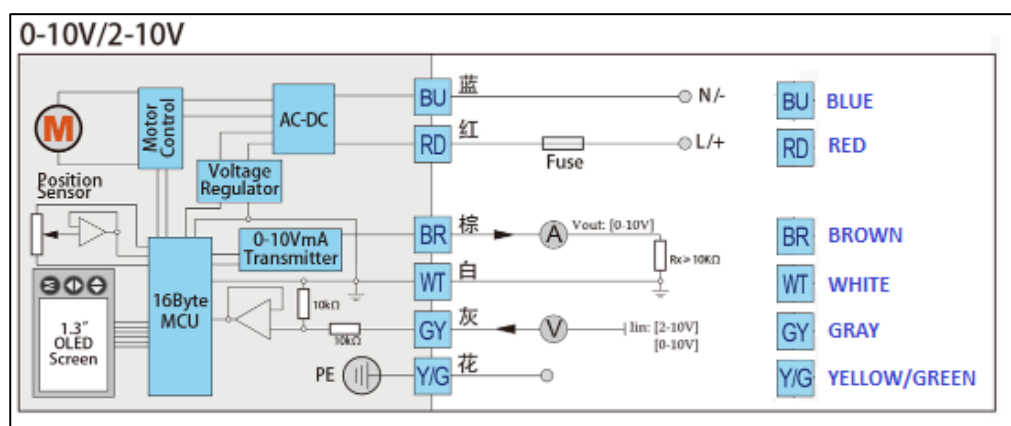 0-10V/2-10V
M
Motor
Control
AC-DC
Voltage
Regulator
Position
Sensor
0-10VmA
Transmitter
16Byte
MCU
M
1.3"
OLED
Screen
10kΩ
10kΩ
PE
BU 蓝
N/-
RD 红
Fuse
L/+
BR 棕
A
Vout: [0-10V]
Rx≥10KΩ
WT 白
GY 灰
V
Iin: [2-10V]
[0-10V]
Y/G 花
BU BLUE
RD RED
BR BROWN
WT WHITE
GY GRAY
Y/G YELLOW/GREEN